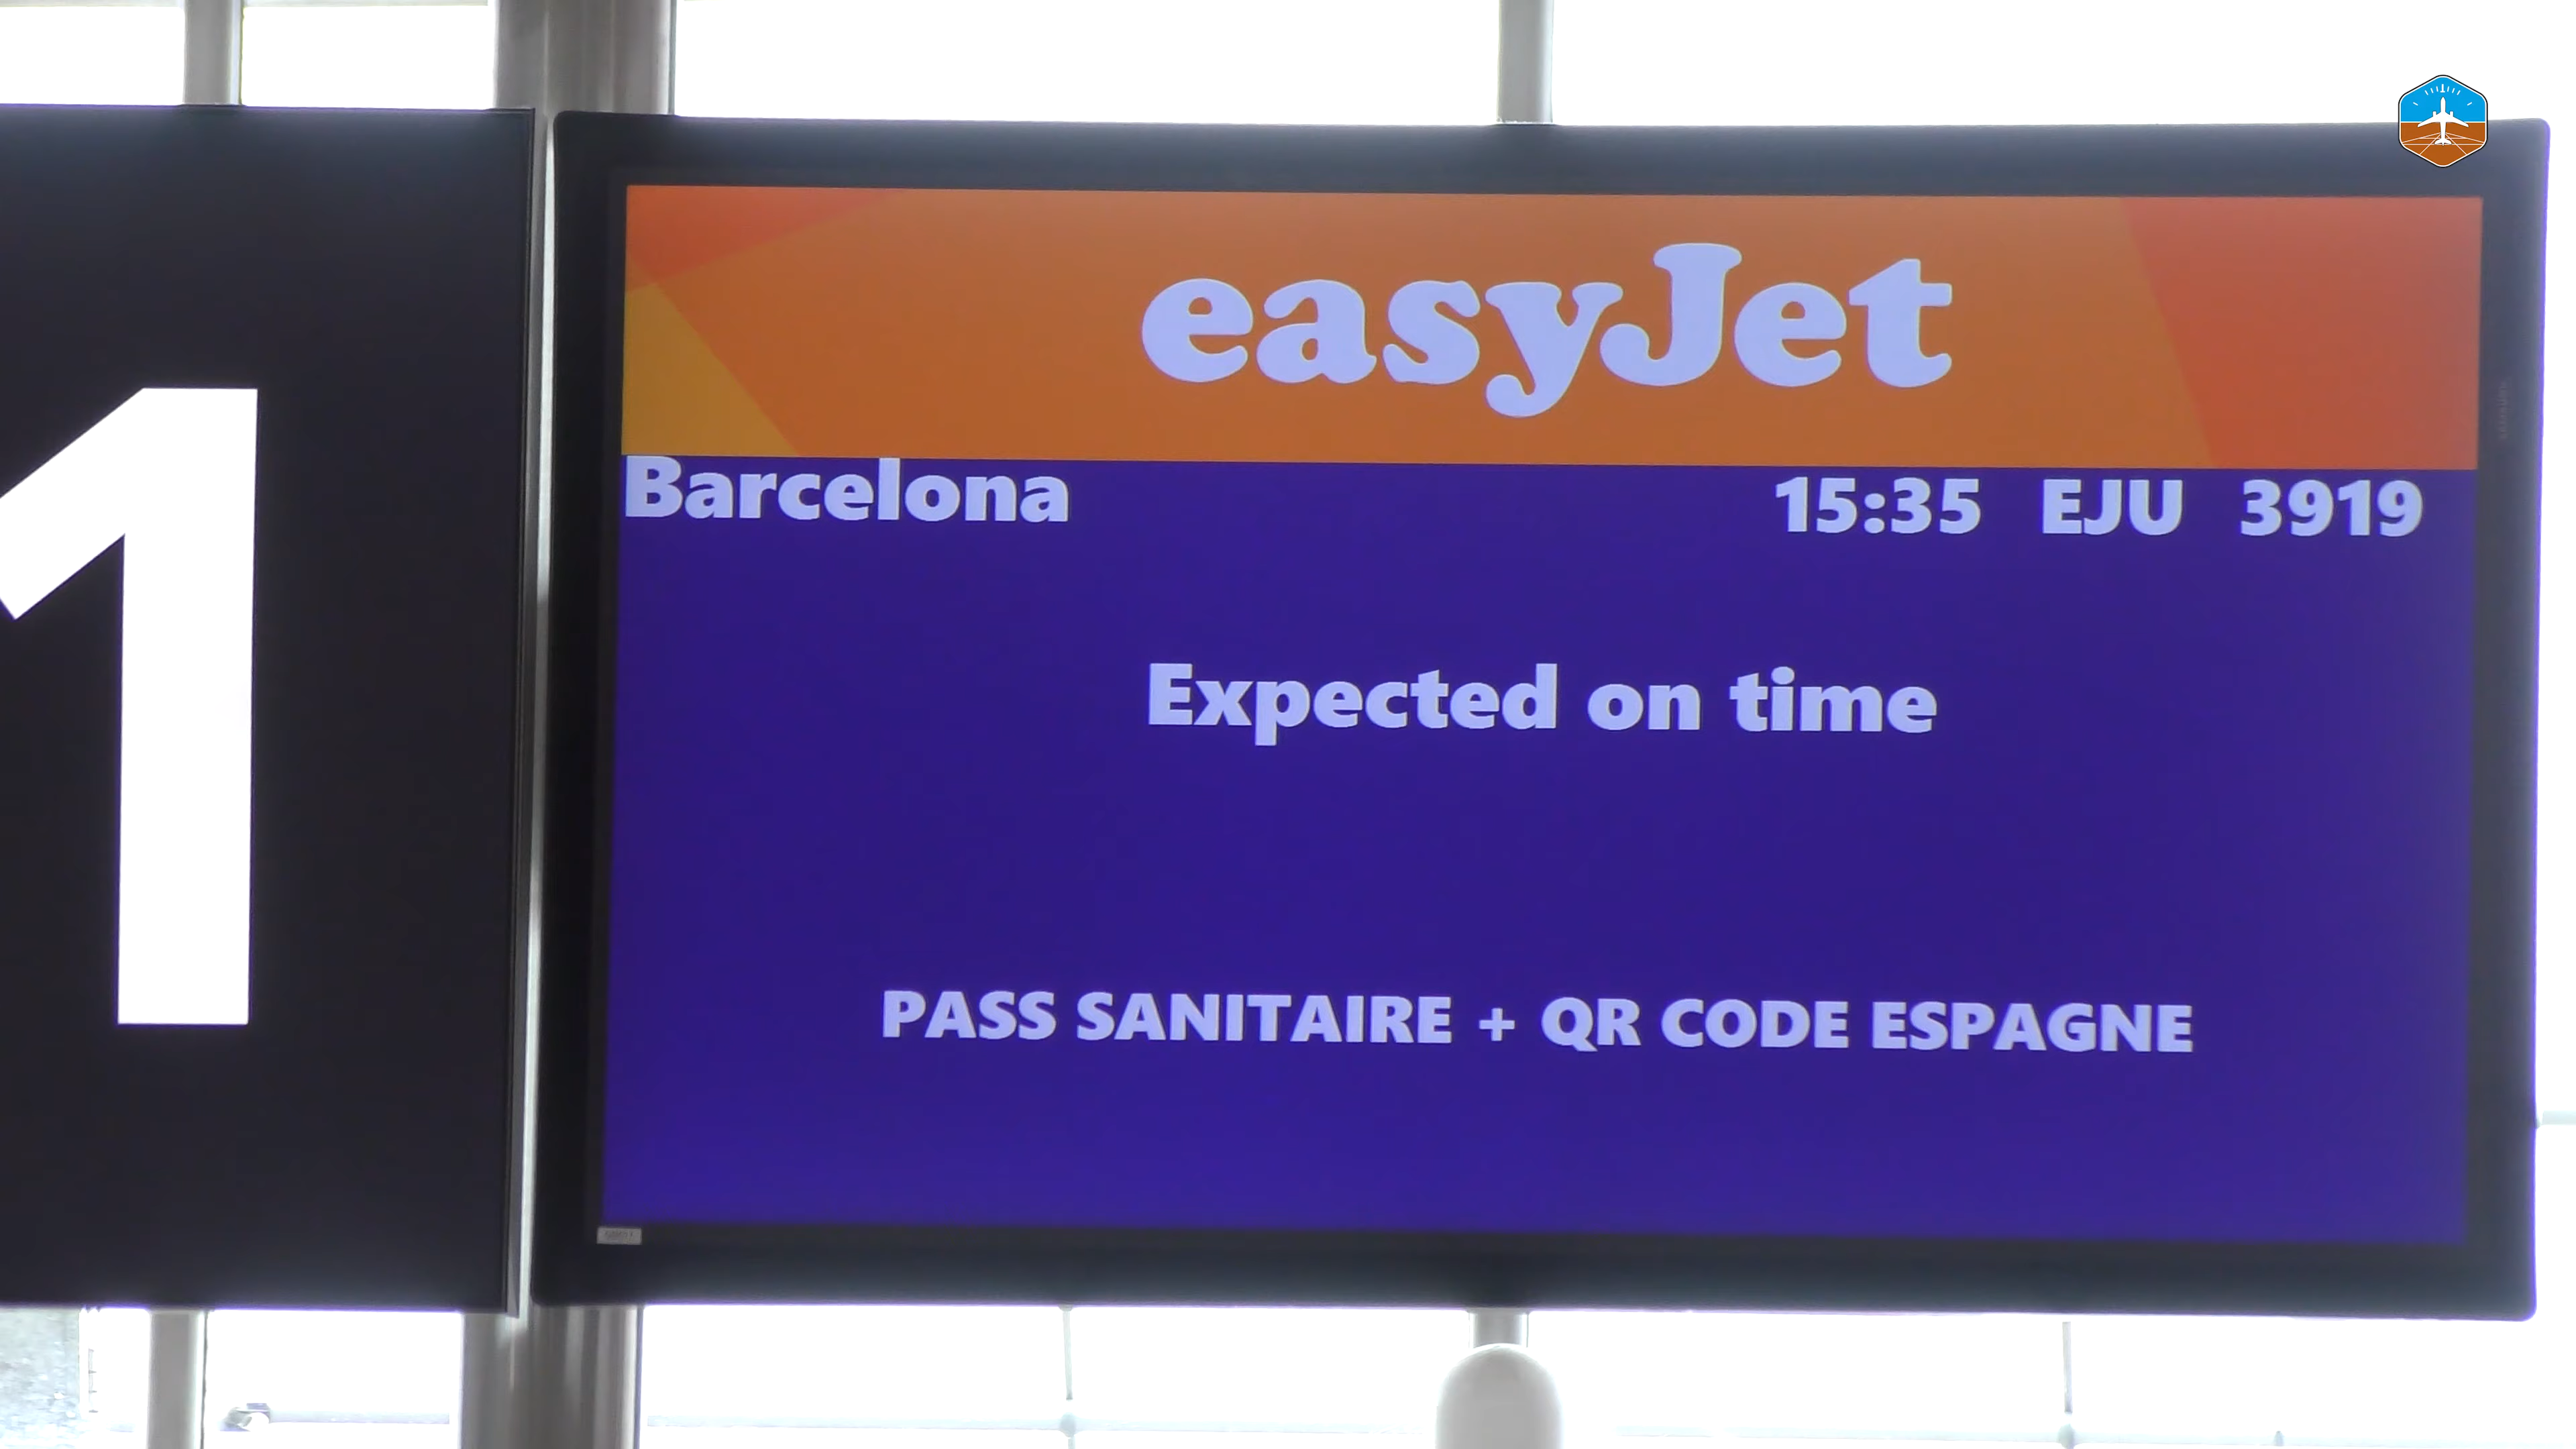 1
easyJet
Barcelona 15:35 EJU 3919
Expected on time
PASS SANITAIRE + QR CODE ESPAGNE